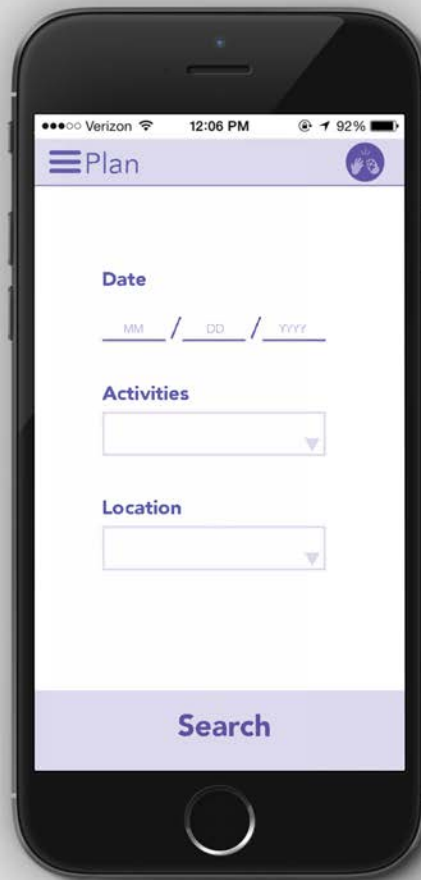 Verizon 12:06 PM 92%
Plan
Date
MM / DD / YYYY
Activities
Location
Search